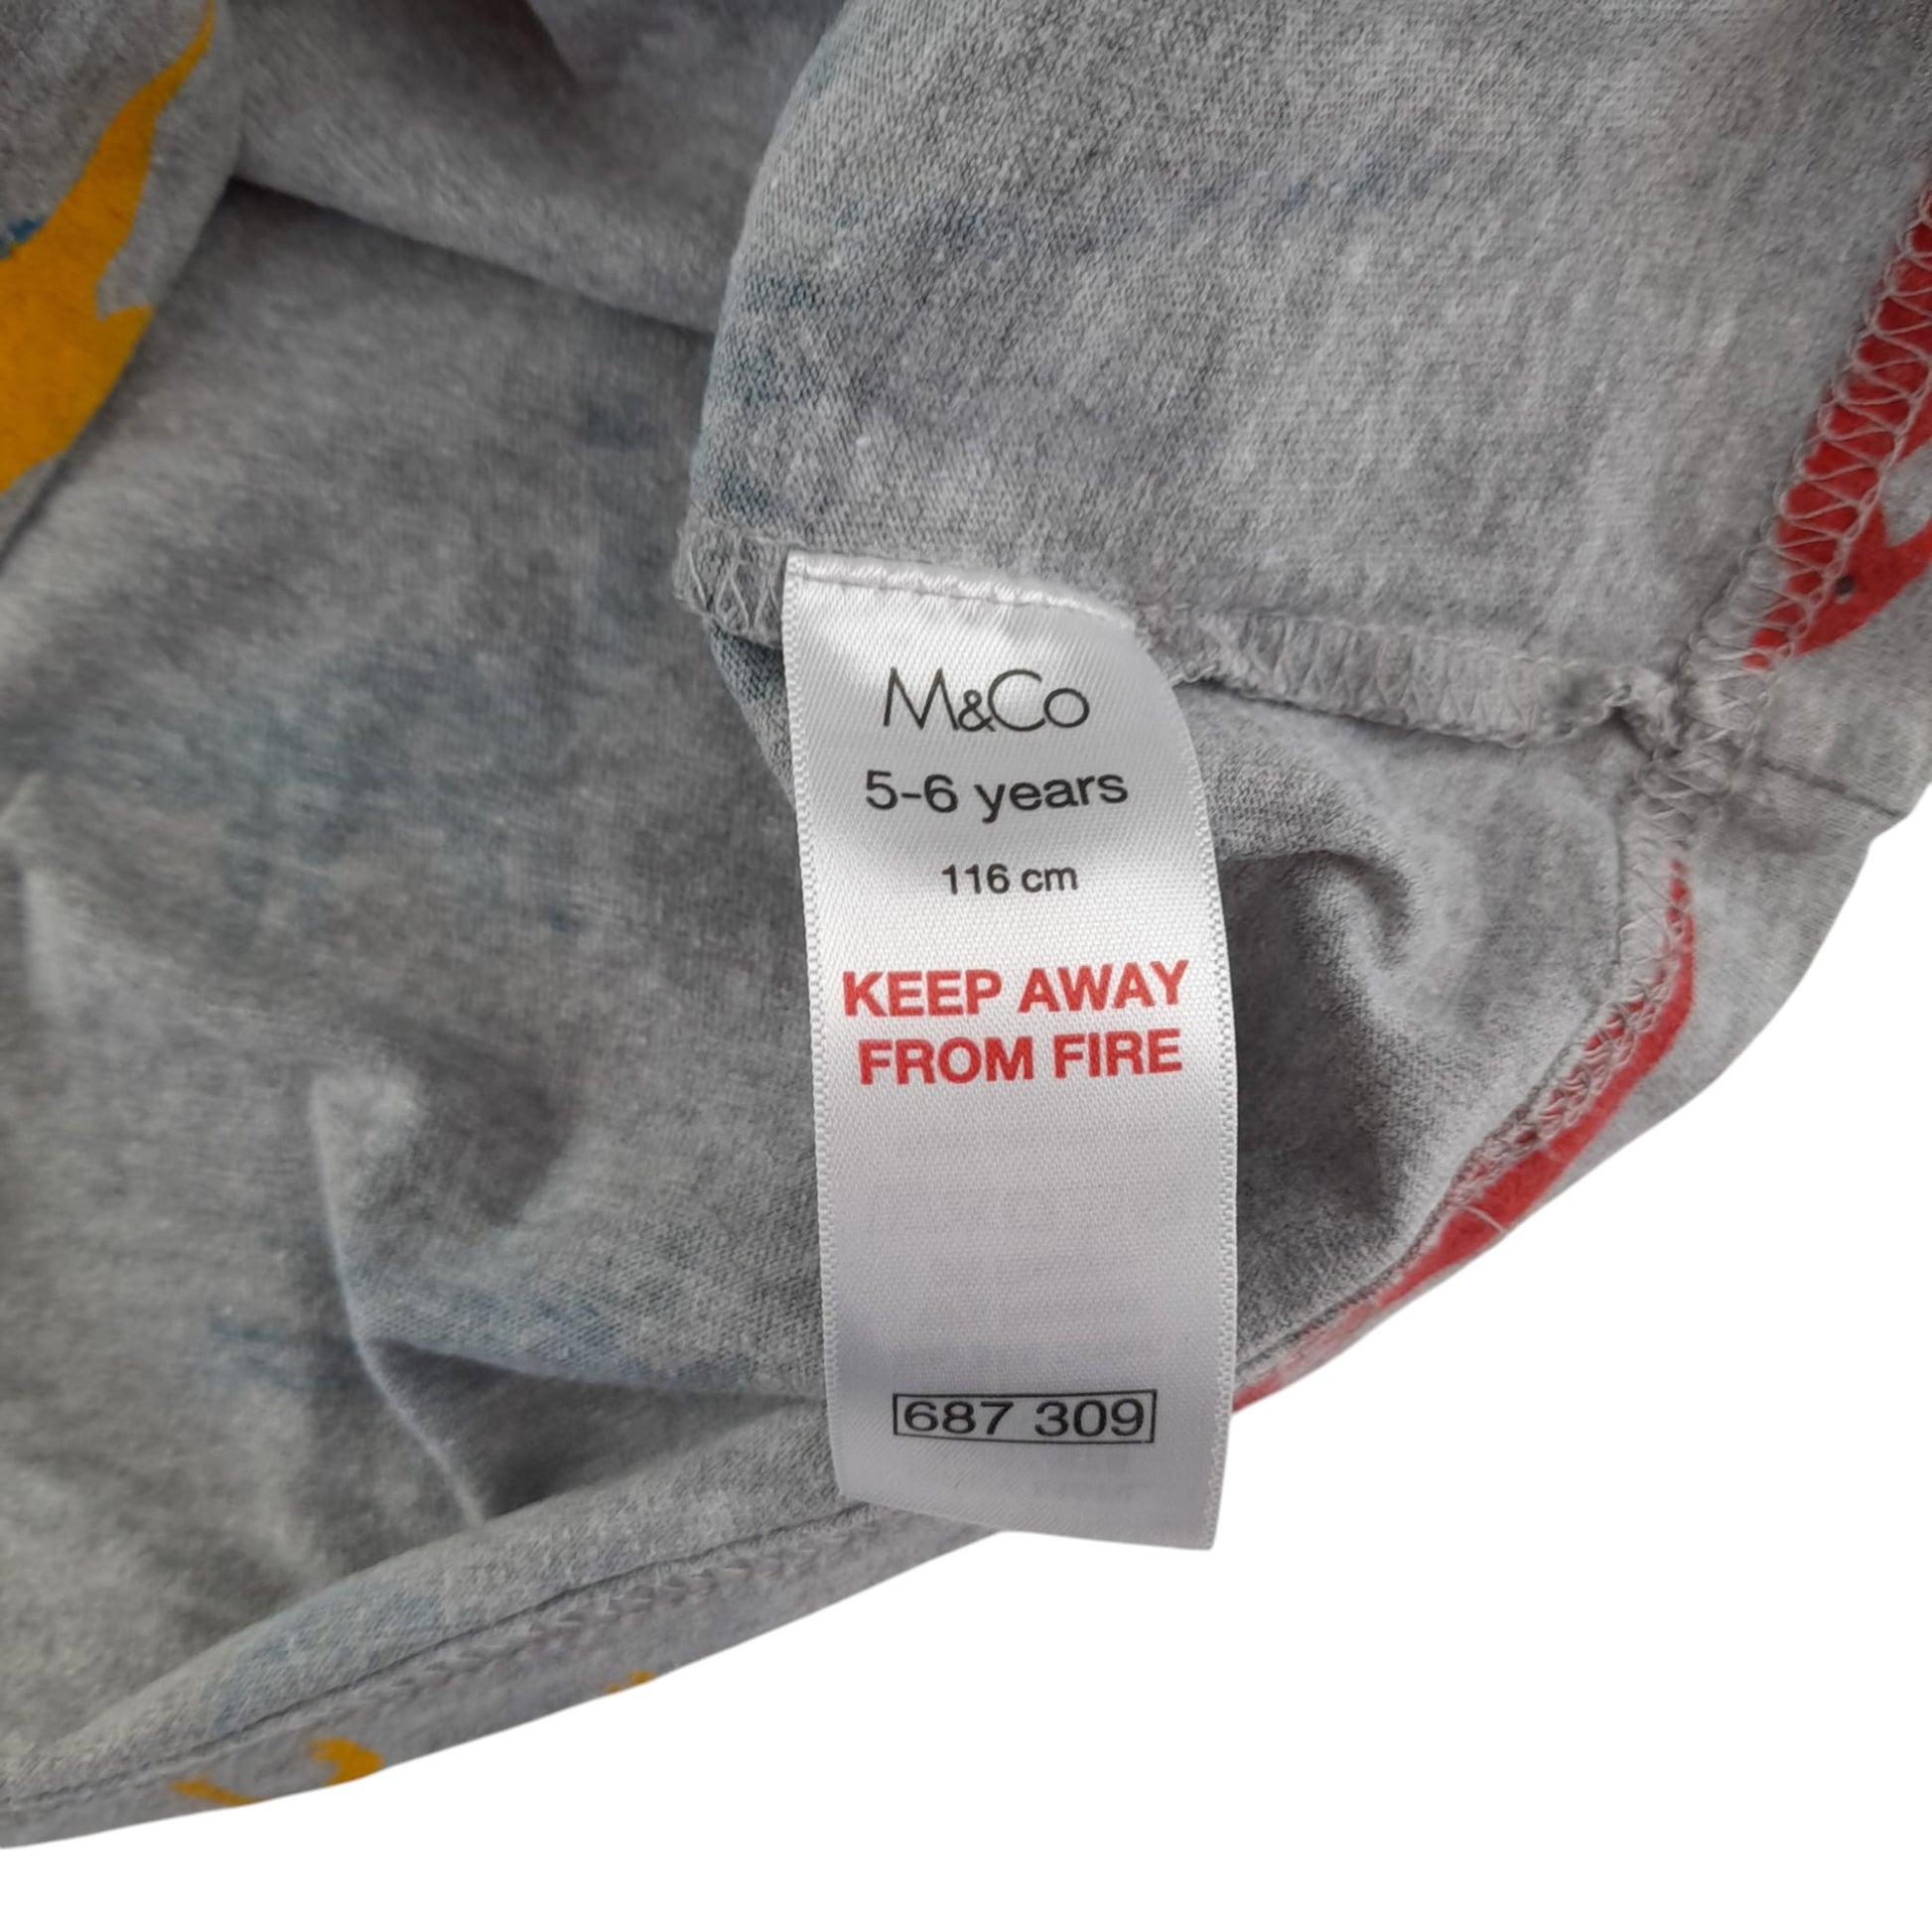 M&Co
5-6 years
116 cm
KEEP AWAY
FROM FIRE
687 309